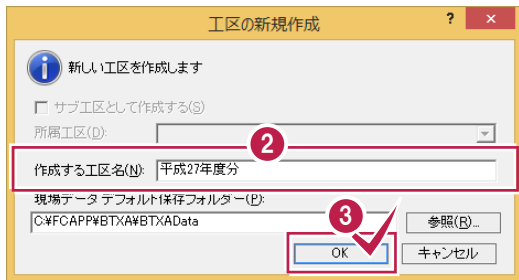 工区の新規作成 ? ×
新しい工区を作成します
サブ工区として作成する(S)
所属工区(D):
2
作成する工区名(N): 平成27年度分
現場データ デフォルト保存フォルダー(P):
3
C:¥FCAPP¥BTXA¥BTXAData 参照(R)...
OK キャンセル